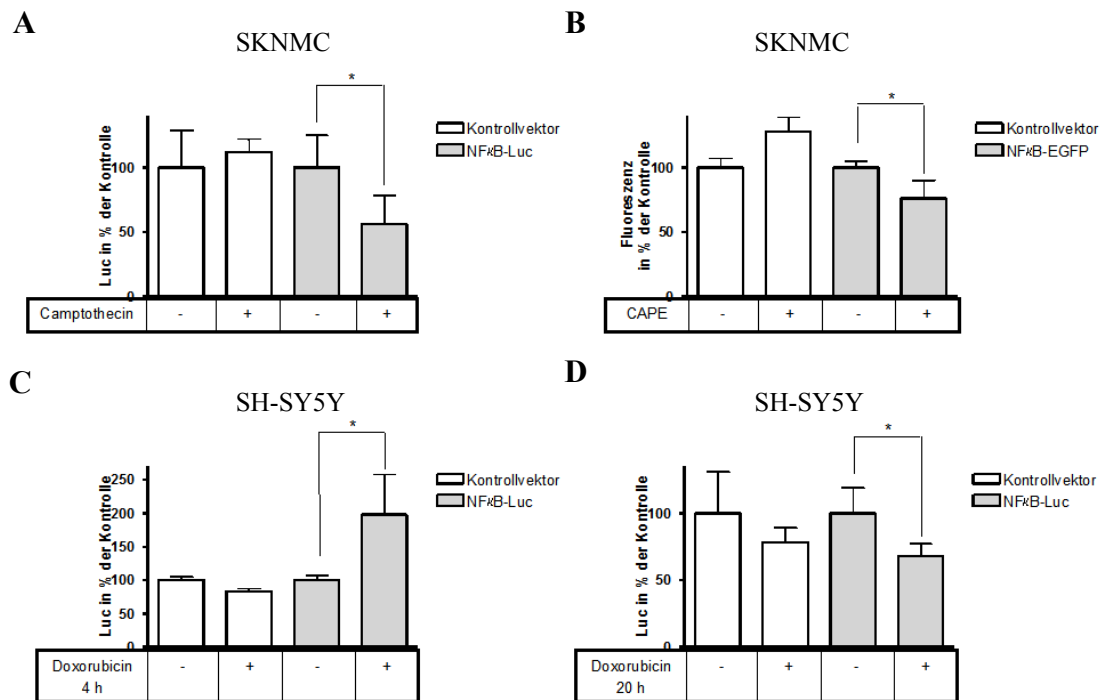 A
SKNMC
*
Luc in % der Kontrolle
100
50
0
Kontrollvektor
NFκB-Luc
Camptothecin - + - +
B
SKNMC
*
Fluoreszenz
in % der Kontrolle
100
50
0
Kontrollvektor
NFκB-EGFP
CAPE - + - +
C
SH-SY5Y
*
Luc in % der Kontrolle
250
200
150
100
50
0
Kontrollvektor
NFκB-Luc
Doxorubicin - + - +
4 h
D
SH-SY5Y
*
Luc in % der Kontrolle
100
50
0
Kontrollvektor
NFκB-Luc
Doxorubicin - + - +
20 h